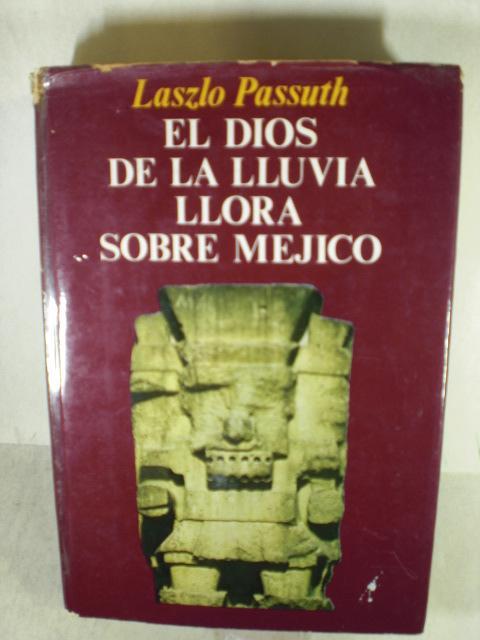 Laszlo Passuth
EL DIOS
DE LA LLUVIA
LLORA
SOBRE MEJICO